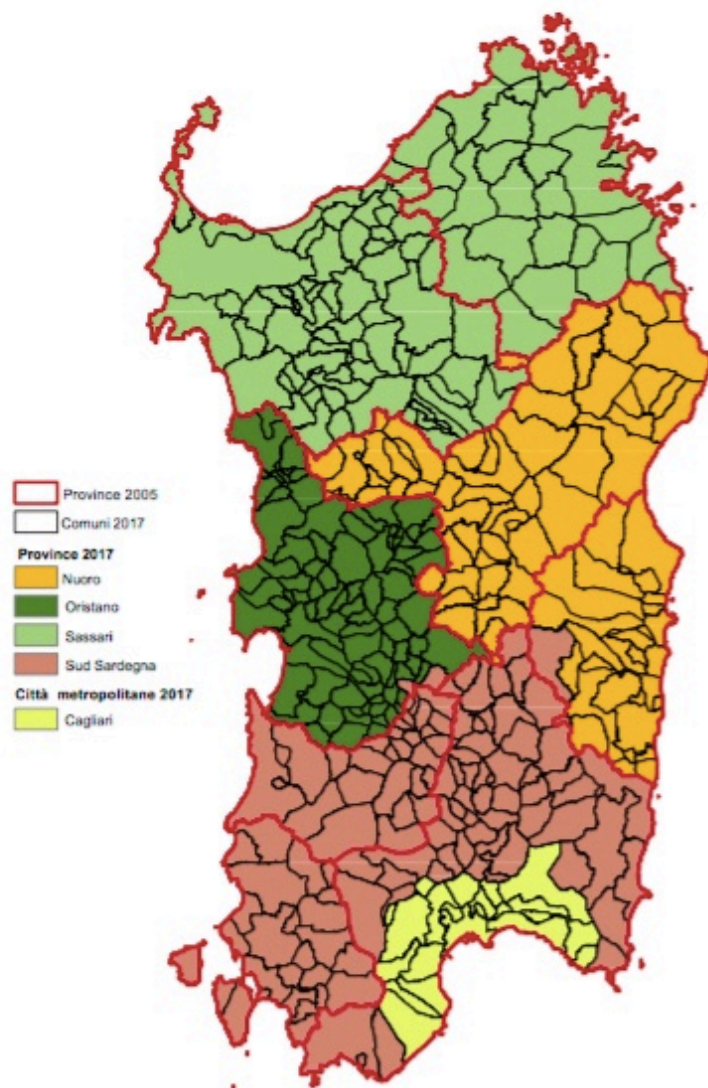 Province 2005
Comuni 2017
Province 2017
Nuoro
Oristano
Sassari
Sud Sardegna
Città metropolitane 2017
Cagliari